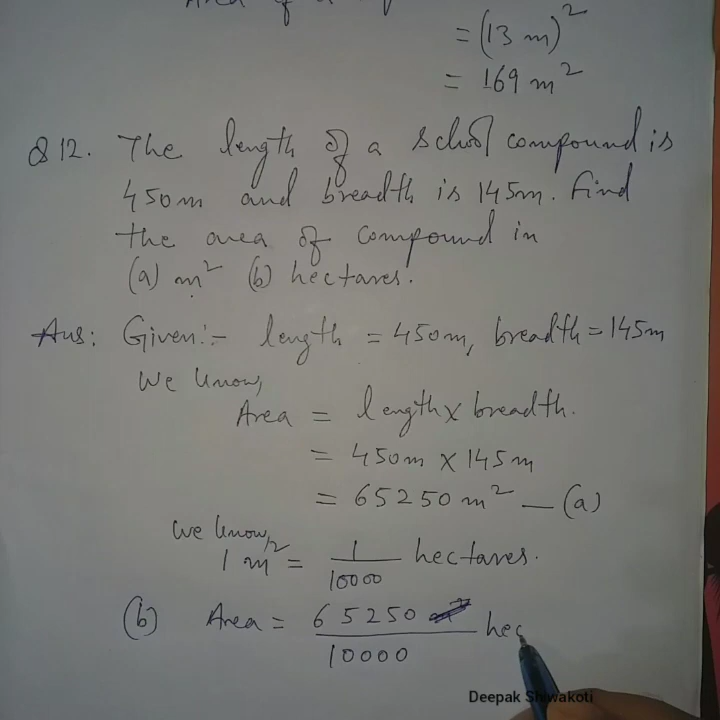 = (13 m)²
= 169 m²
Q12. The length of a school compound is
450m and breadth is 145m. Find
the area of compound in
(a) m² (b) hectares.
Ans: Given:- length = 450m, breadth = 145m
We know,
Area = length x breadth.
= 450m x 145m
= 65250 m² — (a)
We know,
1 m² = 1/10000 hectares.
(b) Area = 65250/10000 hec
Deepak Shiwakoti